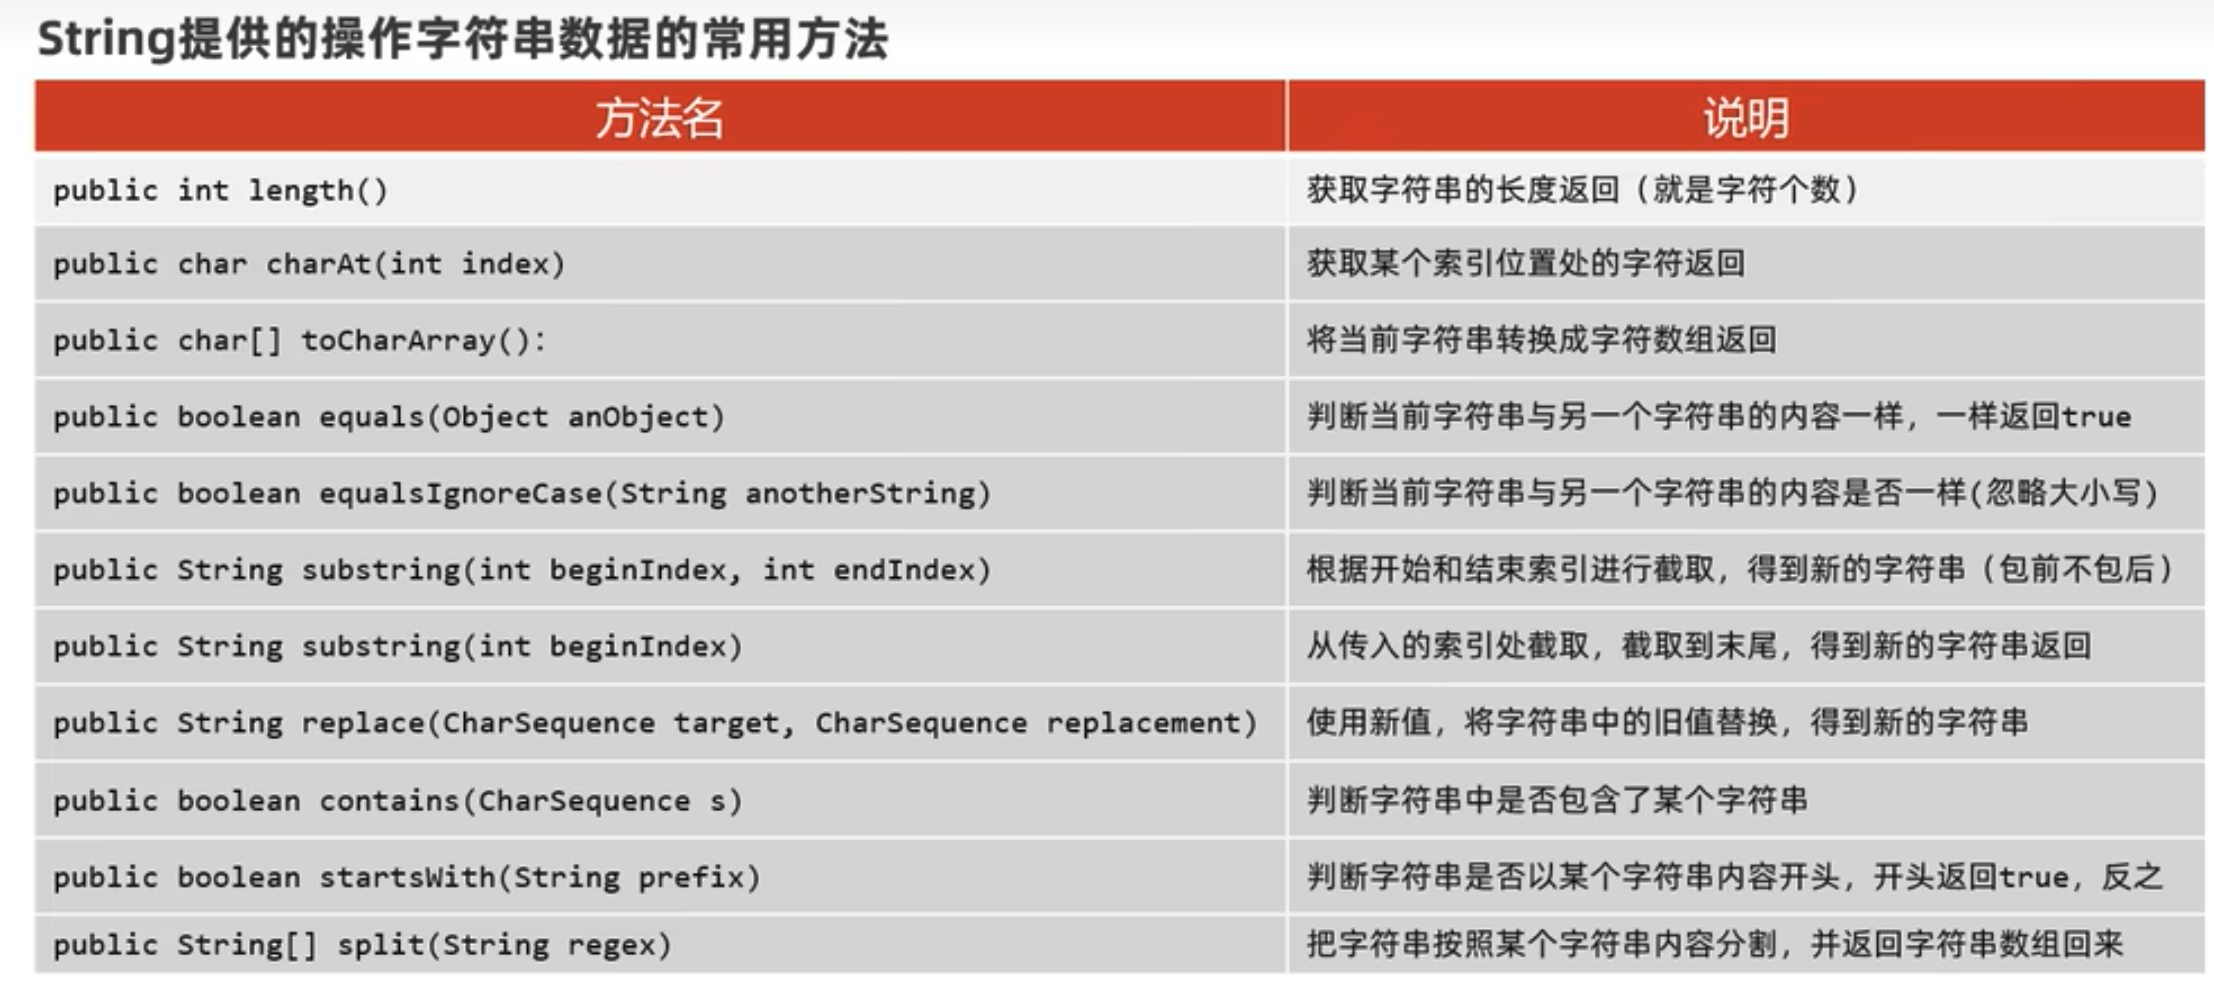 String提供的操作字符串数据的常用方法
方法名 说明
public int length() 获取字符串的长度返回（就是字符个数）
public char charAt(int index) 获取某个索引位置处的字符返回
public char[] toCharArray()： 将当前字符串转换成字符数组返回
public boolean equals(Object anObject) 判断当前字符串与另一个字符串的内容一样，一样返回true
public boolean equalsIgnoreCase(String anotherString) 判断当前字符串与另一个字符串的内容是否一样(忽略大小写)
public String substring(int beginIndex, int endIndex) 根据开始和结束索引进行截取，得到新的字符串（包前不包后）
public String substring(int beginIndex) 从传入的索引处截取，截取到末尾，得到新的字符串返回
public String replace(CharSequence target, CharSequence replacement) 使用新值，将字符串中的旧值替换，得到新的字符串
public boolean contains(CharSequence s) 判断字符串中是否包含了某个字符串
public boolean startsWith(String prefix) 判断字符串是否以某个字符串内容开头，开头返回true，反之
public String[] split(String regex) 把字符串按照某个字符串内容分割，并返回字符串数组回来